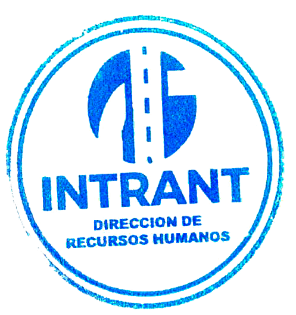 INTRANT
DIRECCION DE
RECURSOS HUMANOS